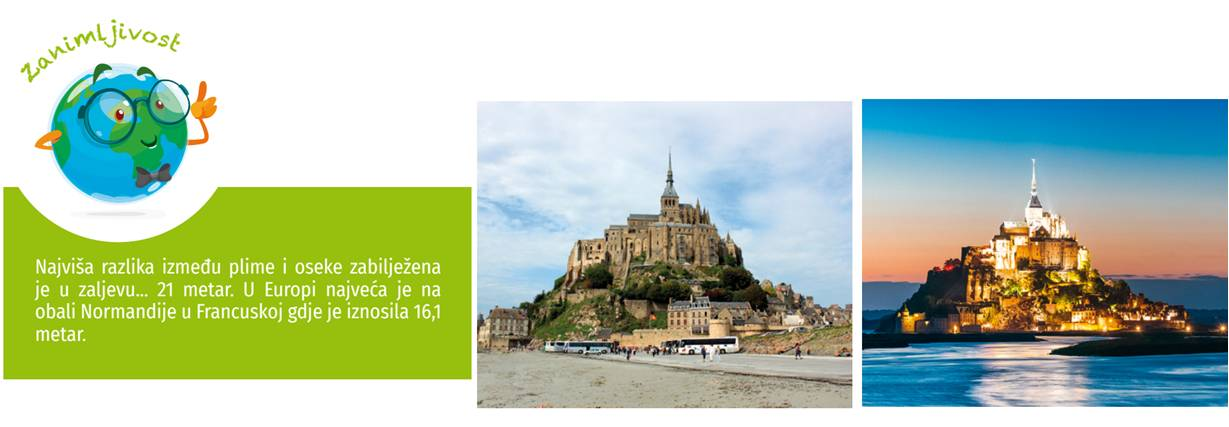 Zanimljivost
Najviša razlika između plime i oseke zabilježena
je u zaljevu... 21 metar. U Europi najveća je na
obali Normandije u Francuskoj gdje je iznosila 16,1
metar.